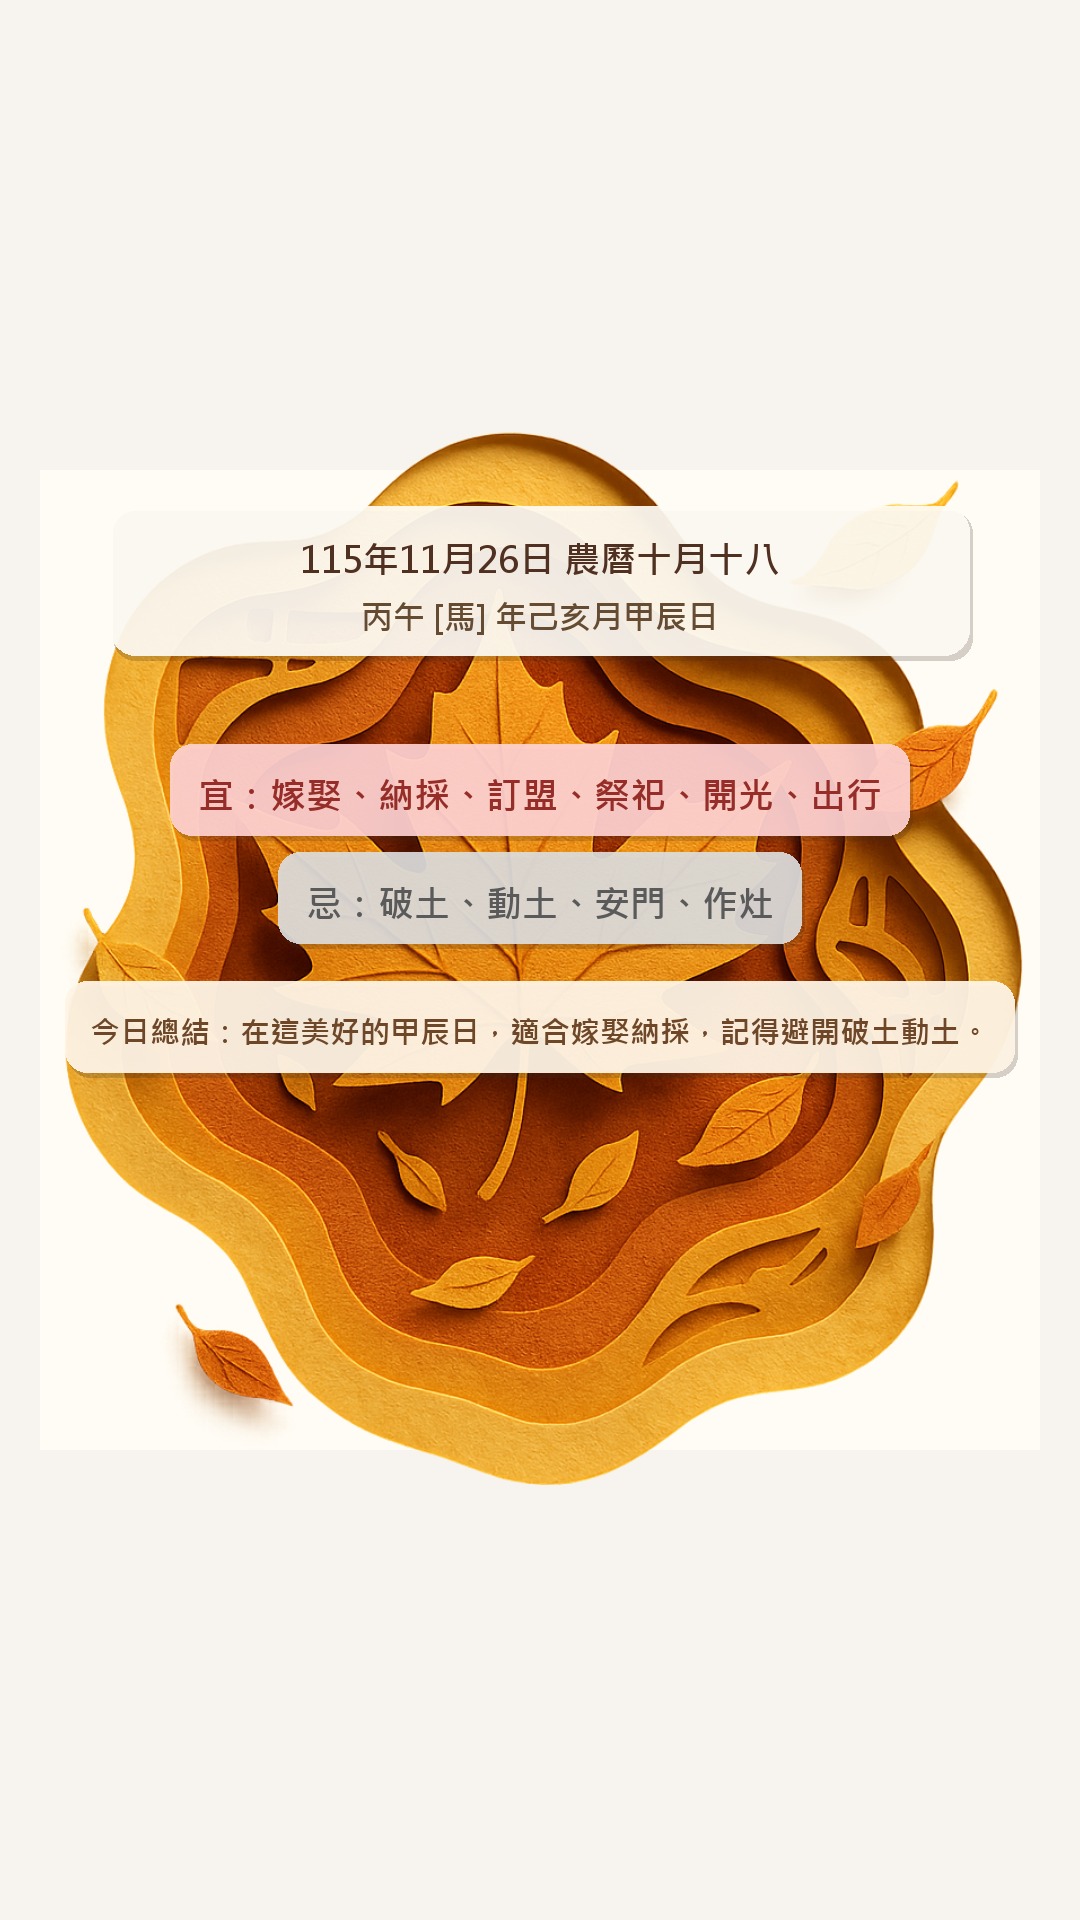 115年11月26日 農曆十月十八
丙午 [馬] 年己亥月甲辰日
宜：嫁娶、納採、訂盟、祭祀、開光、出行
忌：破土、動土、安門、作灶
今日總結：在這美好的甲辰日，適合嫁娶納採，記得避開破土動土。